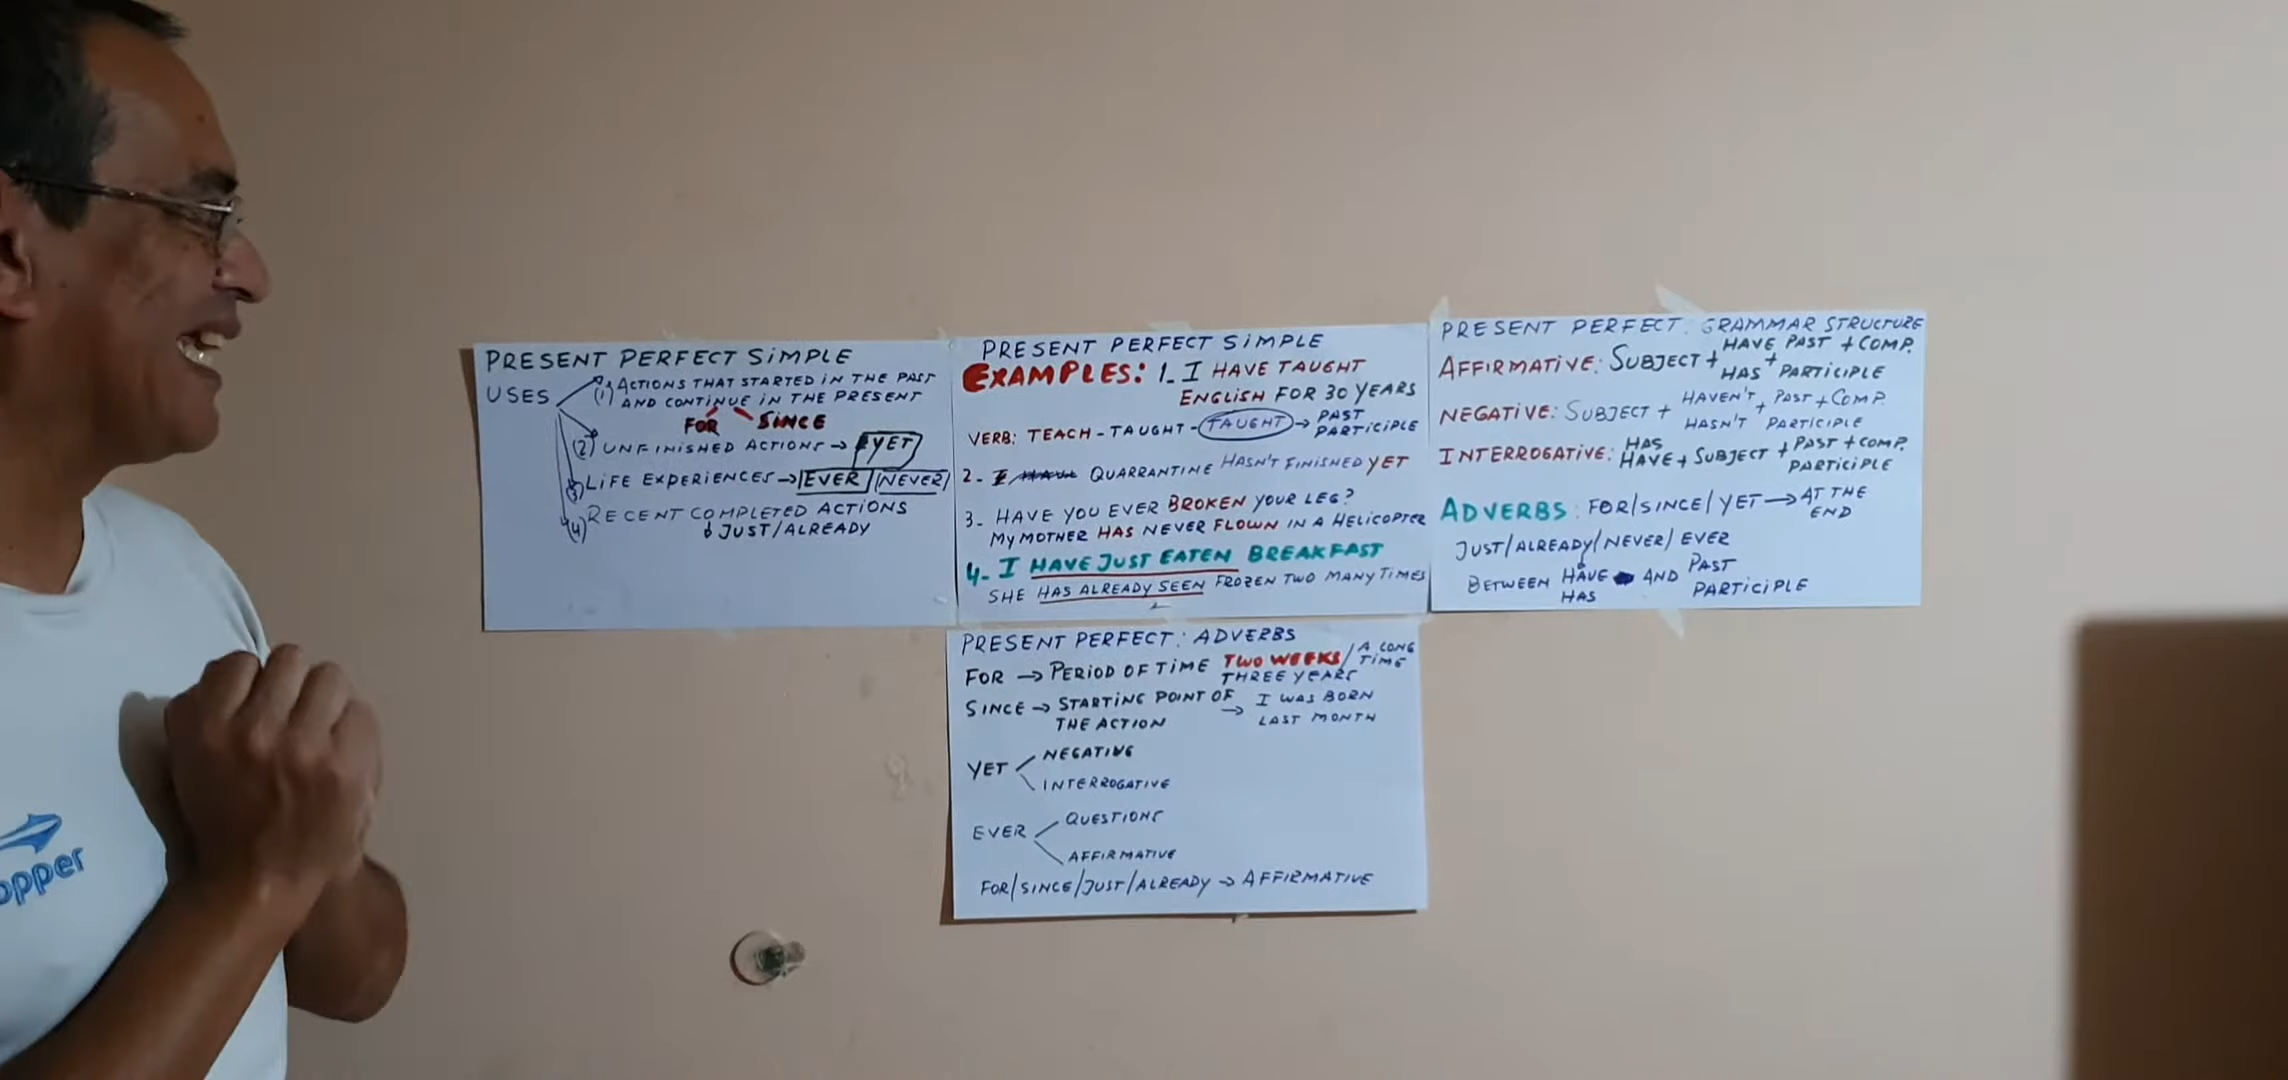 PRESENT PERFECT SIMPLE
USES
(1) ACTIONS THAT STARTED IN THE PAST
AND CONTINUE IN THE PRESENT
FOR SINCE
(2) UNFINISHED ACTIONS → YET
(3) LIFE EXPERIENCES → EVER / NEVER/
(4) RECENT COMPLETED ACTIONS
↓ JUST/ALREADY
PRESENT PERFECT SIMPLE
EXAMPLES: 1. I HAVE TAUGHT
ENGLISH FOR 30 YEARS
VERB: TEACH - TAUGHT - TAUGHT → PAST
PARTICIPLE
2- QUARRANTINE HASN'T FINISHED YET
3. HAVE YOU EVER BROKEN YOUR LEG?
MY MOTHER HAS NEVER FLOWN IN A HELICOPTER
4- I HAVE JUST EATEN BREAKFAST
SHE HAS ALREADY SEEN FROZEN TWO MANY TIMES
PRESENT PERFECT: GRAMMAR STRUCTURE
AFFIRMATIVE: SUBJECT + HAVE PAST + COMP.
HAS + PARTICIPLE
NEGATIVE: SUBJECT + HAVEN'T + PAST + COMP.
HASN'T PARTICIPLE
INTERROGATIVE: HAS
HAVE + SUBJECT + PAST + COMP.
PARTICIPLE
ADVERBS: FOR/SINCE/YET → AT THE
END
JUST/ALREADY/NEVER/EVER
BETWEEN HAVE AND PAST
HAS PARTICIPLE
PRESENT PERFECT: ADVERBS
FOR → PERIOD OF TIME TWO WEEKS / A LONG
TIME
THREE YEARS
SINCE → STARTING POINT OF → I WAS BORN
THE ACTION LAST MONTH
YET NEGATIVE
INTERROGATIVE
EVER QUESTIONS
AFFIRMATIVE
FOR/SINCE/JUST/ALREADY → AFFIRMATIVE
opper